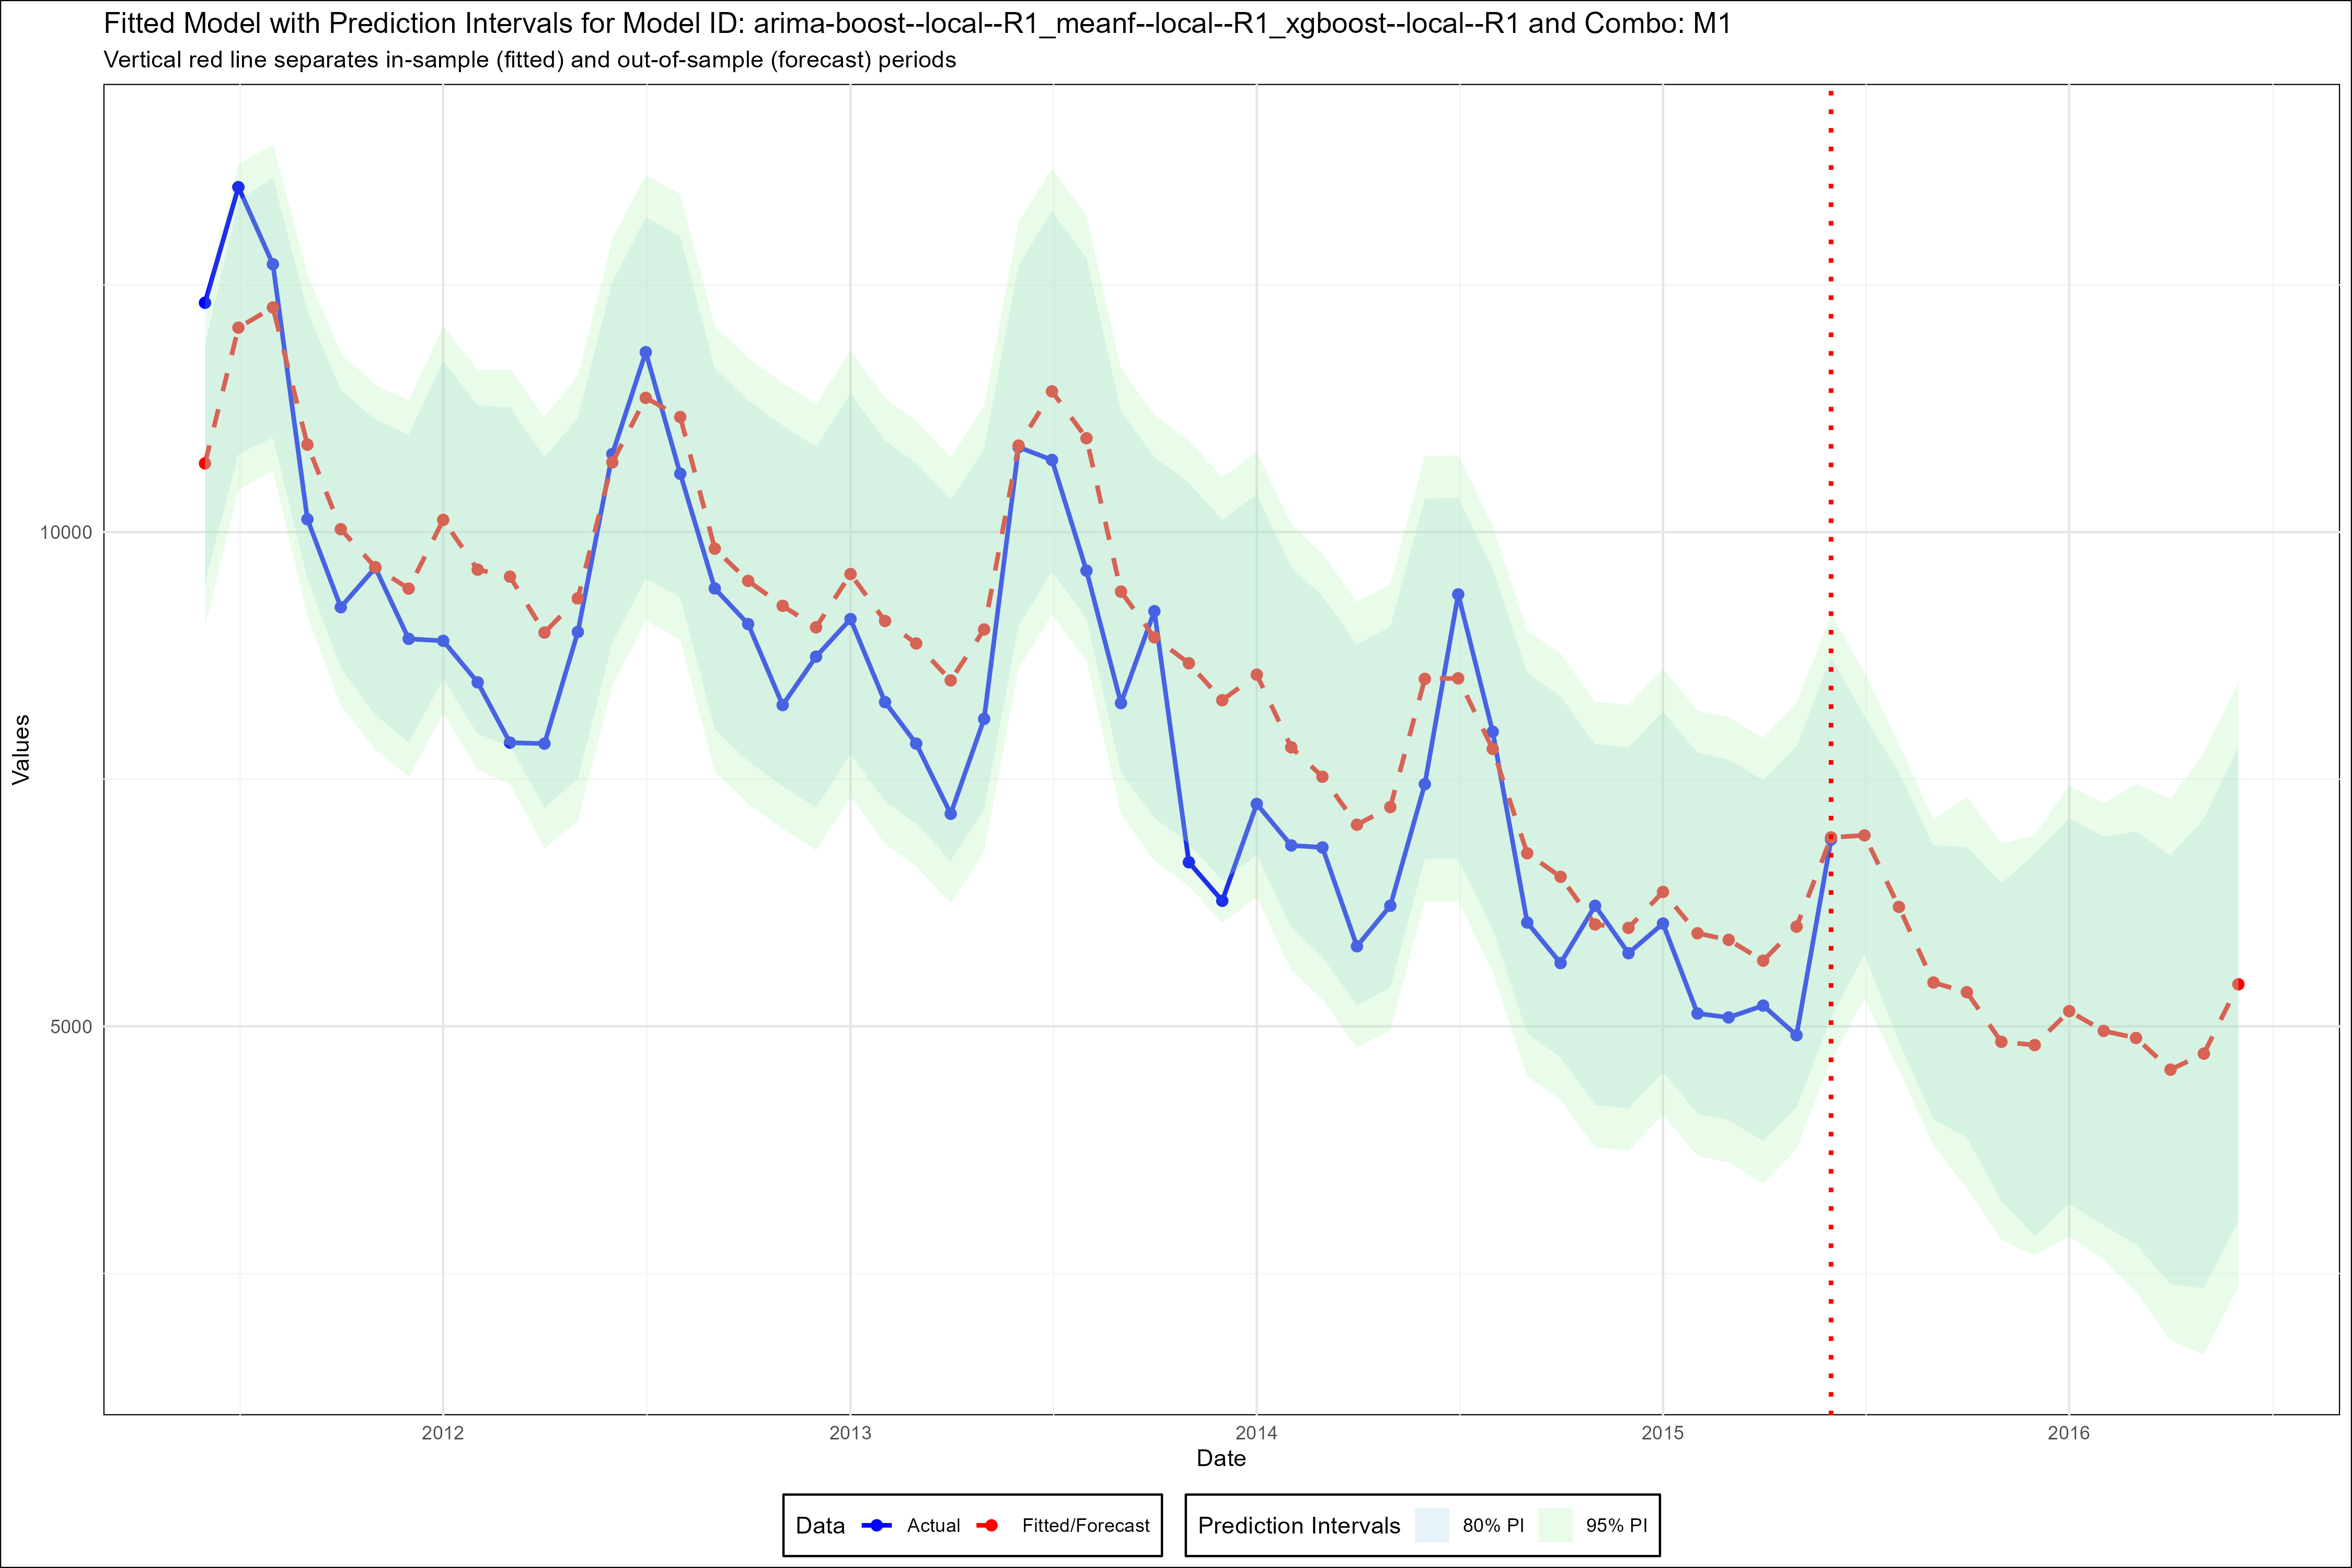 Fitted Model with Prediction Intervals for Model ID: arima-boost--local--R1_meanf--local--R1_xgboost--local--R1 and Combo: M1
Vertical red line separates in-sample (fitted) and out-of-sample (forecast) periods
Values
10000
5000
2012
2013
2014
2015
2016
Date
Data
Actual
Fitted/Forecast
Prediction Intervals
80% PI
95% PI